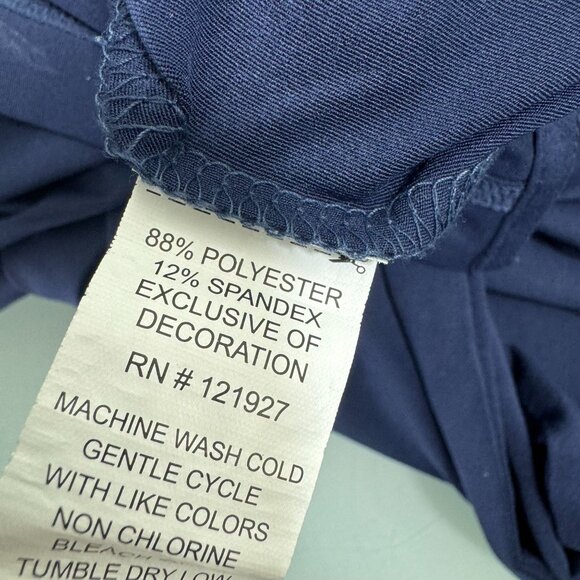 88% POLYESTER
12% SPANDEX
EXCLUSIVE OF
DECORATION
RN # 121927
MACHINE WASH COLD
GENTLE CYCLE
WITH LIKE COLORS
NON CHLORINE
BLEACH
TUMBLE DRY LOW